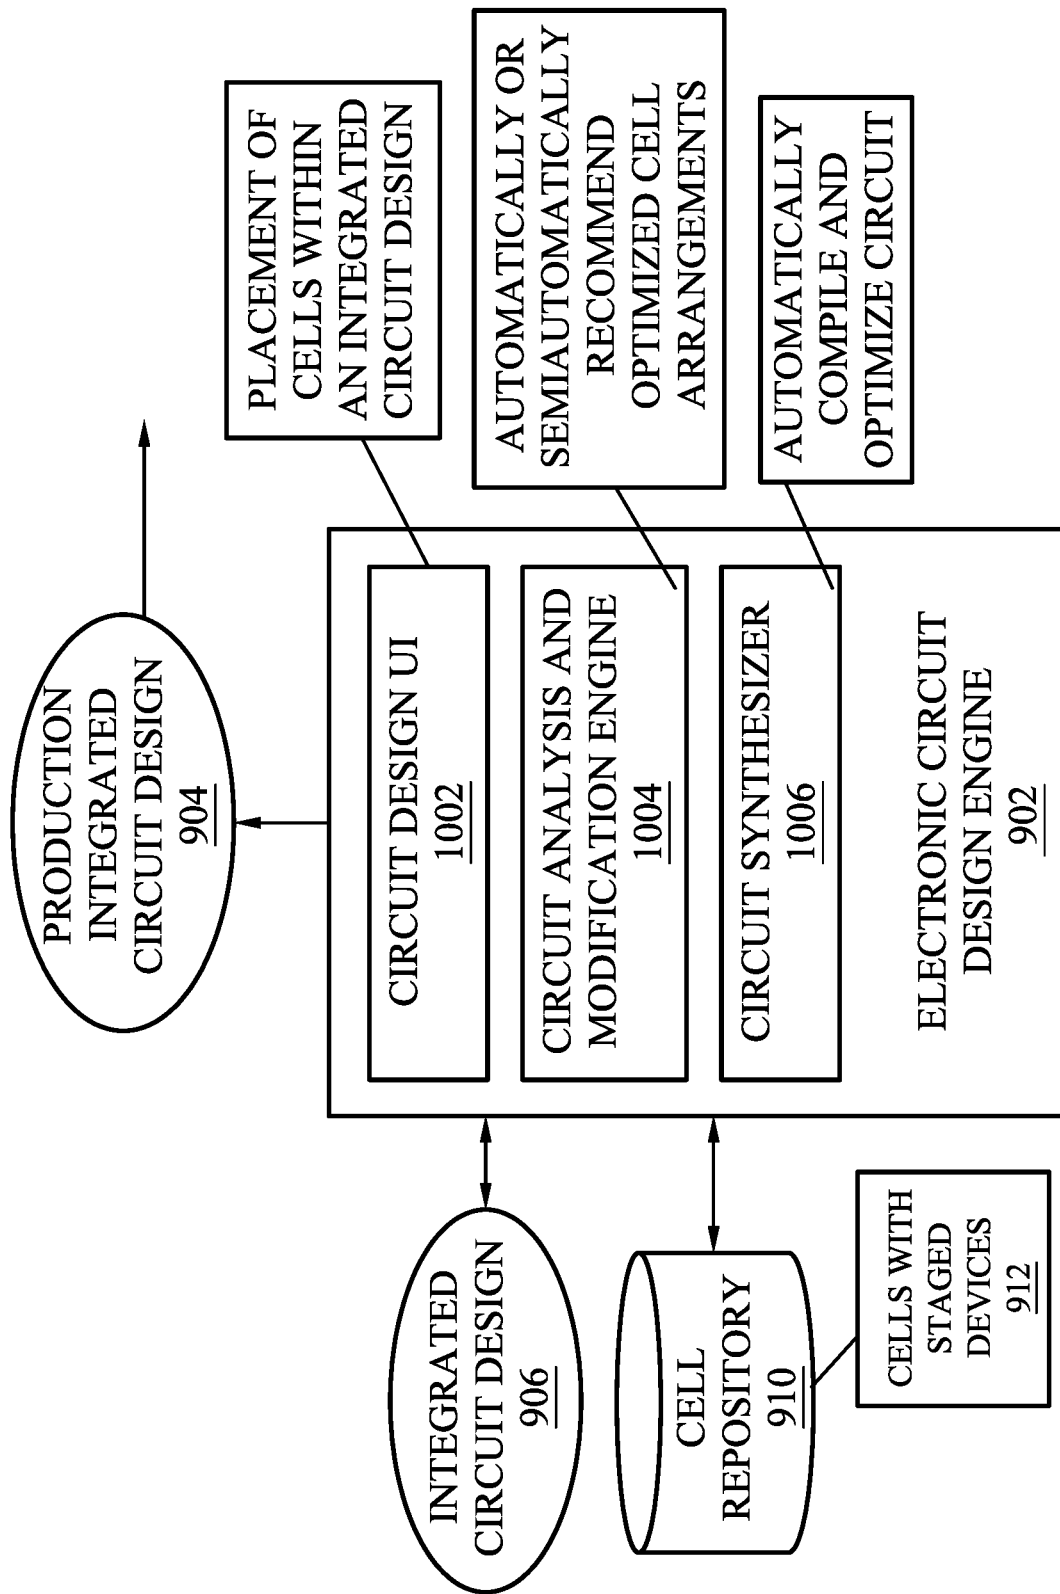 PRODUCTION
INTEGRATED
CIRCUIT DESIGN
904
INTEGRATED
CIRCUIT DESIGN
906
CELL
REPOSITORY
910
CELLS WITH
STAGED
DEVICES
912
CIRCUIT DESIGN UI
1002
CIRCUIT ANALYSIS AND
MODIFICATION ENGINE
1004
CIRCUIT SYNTHESIZER
1006
ELECTRONIC CIRCUIT
DESIGN ENGINE
902
PLACEMENT OF
CELLS WITHIN
AN INTEGRATED
CIRCUIT DESIGN
AUTOMATICALLY OR
SEMIAUTOMATICALLY
RECOMMEND
OPTIMIZED CELL
ARRANGEMENTS
AUTOMATICALLY
COMPILE AND
OPTIMIZE CIRCUIT